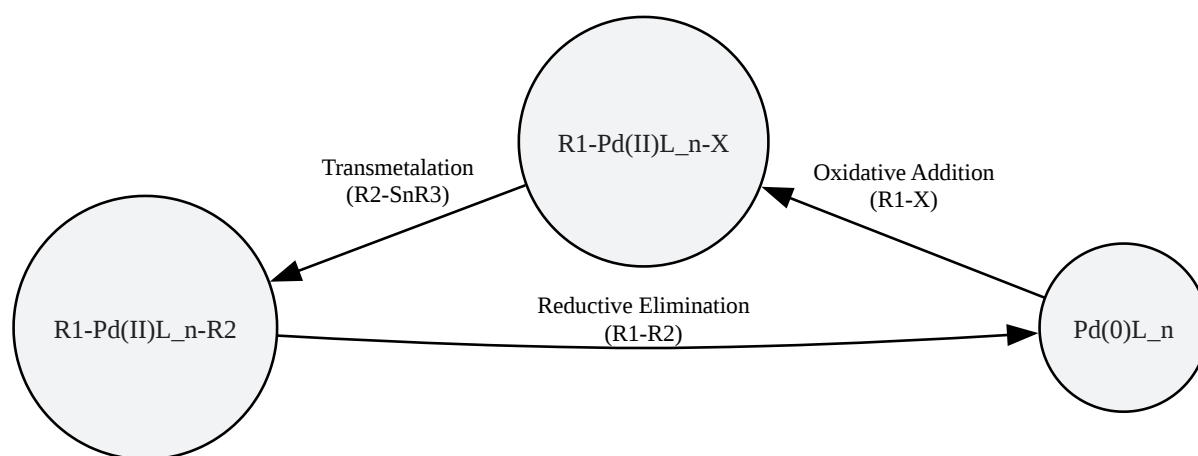 R1-Pd(II)L_n-X
Transmetalation
(R2-SnR3)
Oxidative Addition
(R1-X)
R1-Pd(II)L_n-R2
Reductive Elimination
(R1-R2)
Pd(0)L_n